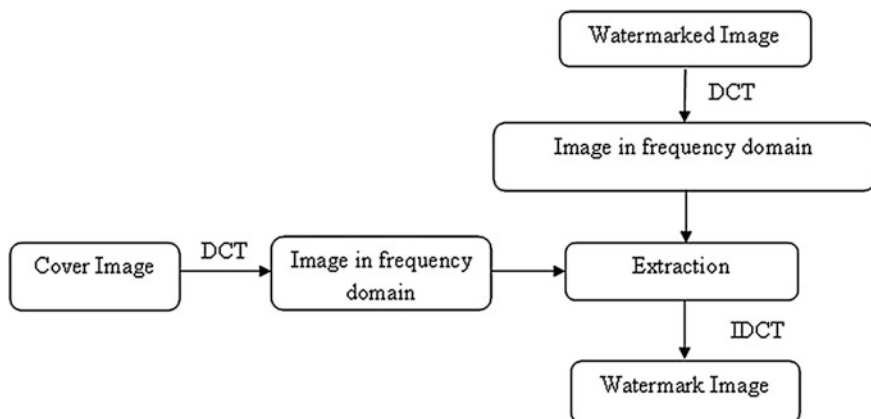 Watermarked Image
DCT
Image in frequency domain
Cover Image
DCT
Image in frequency
domain
Extraction
IDCT
Watermark Image